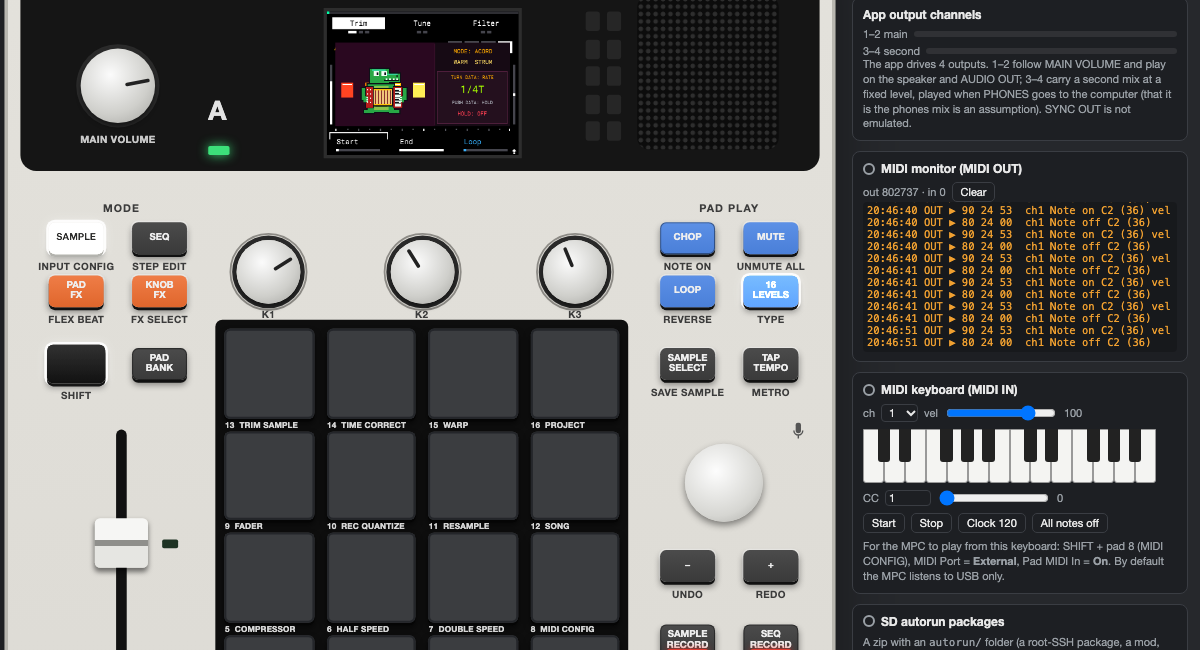 Trim
Tune
Filter
MODE: ACORD
WARM STRUM
TURN DATA: RATE
1/4T
PUSH DATA: HOLD
HOLD: OFF
Start
End
Loop
A
MAIN VOLUME
MODE
SAMPLE
SEQ
INPUT CONFIG
STEP EDIT
PAD
FX
KNOB
FX
FLEX BEAT
FX SELECT
PAD
BANK
SHIFT
K1
K2
K3
PAD PLAY
CHOP
MUTE
NOTE ON
UNMUTE ALL
LOOP
16
LEVELS
REVERSE
TYPE
SAMPLE
SELECT
TAP
TEMPO
SAVE SAMPLE
METRO
13 TRIM SAMPLE
14 TIME CORRECT
15 WARP
16 PROJECT
9 FADER
10 REC QUANTIZE
11 RESAMPLE
12 SONG
5 COMPRESSOR
6 HALF SPEED
7 DOUBLE SPEED
8 MIDI CONFIG
−
+
UNDO
REDO
SAMPLE
RECORD
SEQ
RECORD
App output channels
1–2 main
3–4 second
The app drives 4 outputs. 1–2 follow MAIN VOLUME and play
on the speaker and AUDIO OUT; 3–4 carry a second mix at a
fixed level, played when PHONES goes to the computer (that it
is the phones mix is an assumption). SYNC OUT is not
emulated.
MIDI monitor (MIDI OUT)
out 802737 · in 0
Clear
20:46:40 OUT ▶ 90 24 53 ch1 Note on C2 (36) vel
20:46:40 OUT ▶ 80 24 00 ch1 Note off C2 (36)
20:46:40 OUT ▶ 90 24 53 ch1 Note on C2 (36) vel
20:46:40 OUT ▶ 80 24 00 ch1 Note off C2 (36)
20:46:41 OUT ▶ 90 24 53 ch1 Note on C2 (36) vel
20:46:41 OUT ▶ 80 24 00 ch1 Note off C2 (36)
20:46:41 OUT ▶ 90 24 53 ch1 Note on C2 (36) vel
20:46:41 OUT ▶ 80 24 00 ch1 Note off C2 (36)
20:46:41 OUT ▶ 90 24 53 ch1 Note on C2 (36) vel
20:46:41 OUT ▶ 80 24 00 ch1 Note off C2 (36)
20:46:51 OUT ▶ 90 24 53 ch1 Note on C2 (36) vel
20:46:51 OUT ▶ 80 24 00 ch1 Note off C2 (36)
MIDI keyboard (MIDI IN)
ch 1 vel 100
CC 1 0
Start
Stop
Clock 120
All notes off
For the MPC to play from this keyboard: SHIFT + pad 8 (MIDI
CONFIG), MIDI Port = External, Pad MIDI In = On. By default
the MPC listens to USB only.
SD autorun packages
A zip with an autorun/ folder (a root-SSH package, a mod,